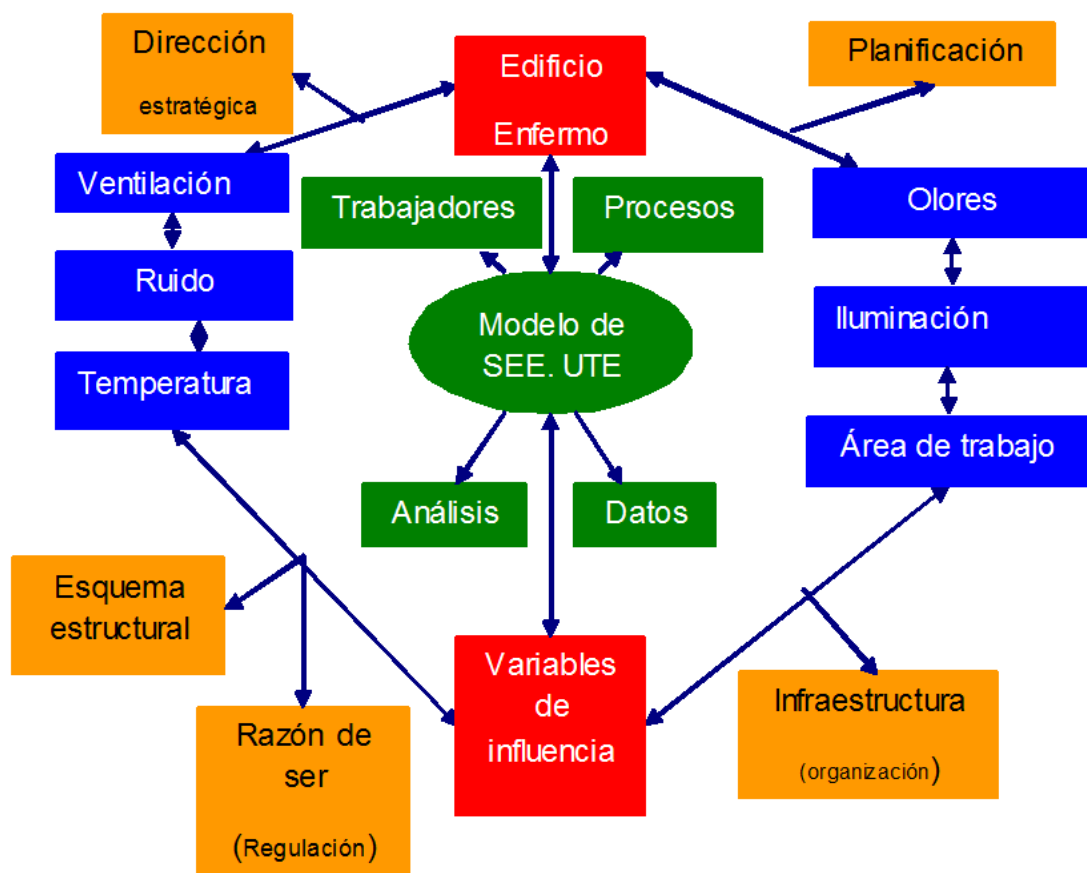 Dirección
estratégica
Edificio
Enfermo
Planificación
Ventilación
Trabajadores
Procesos
Olores
Ruido
Modelo de
SEE. UTE
Iluminación
Temperatura
Área de trabajo
Análisis
Datos
Esquema
estructural
Variables
de
influencia
Infraestructura
(organización)
Razón de
ser
(Regulación)